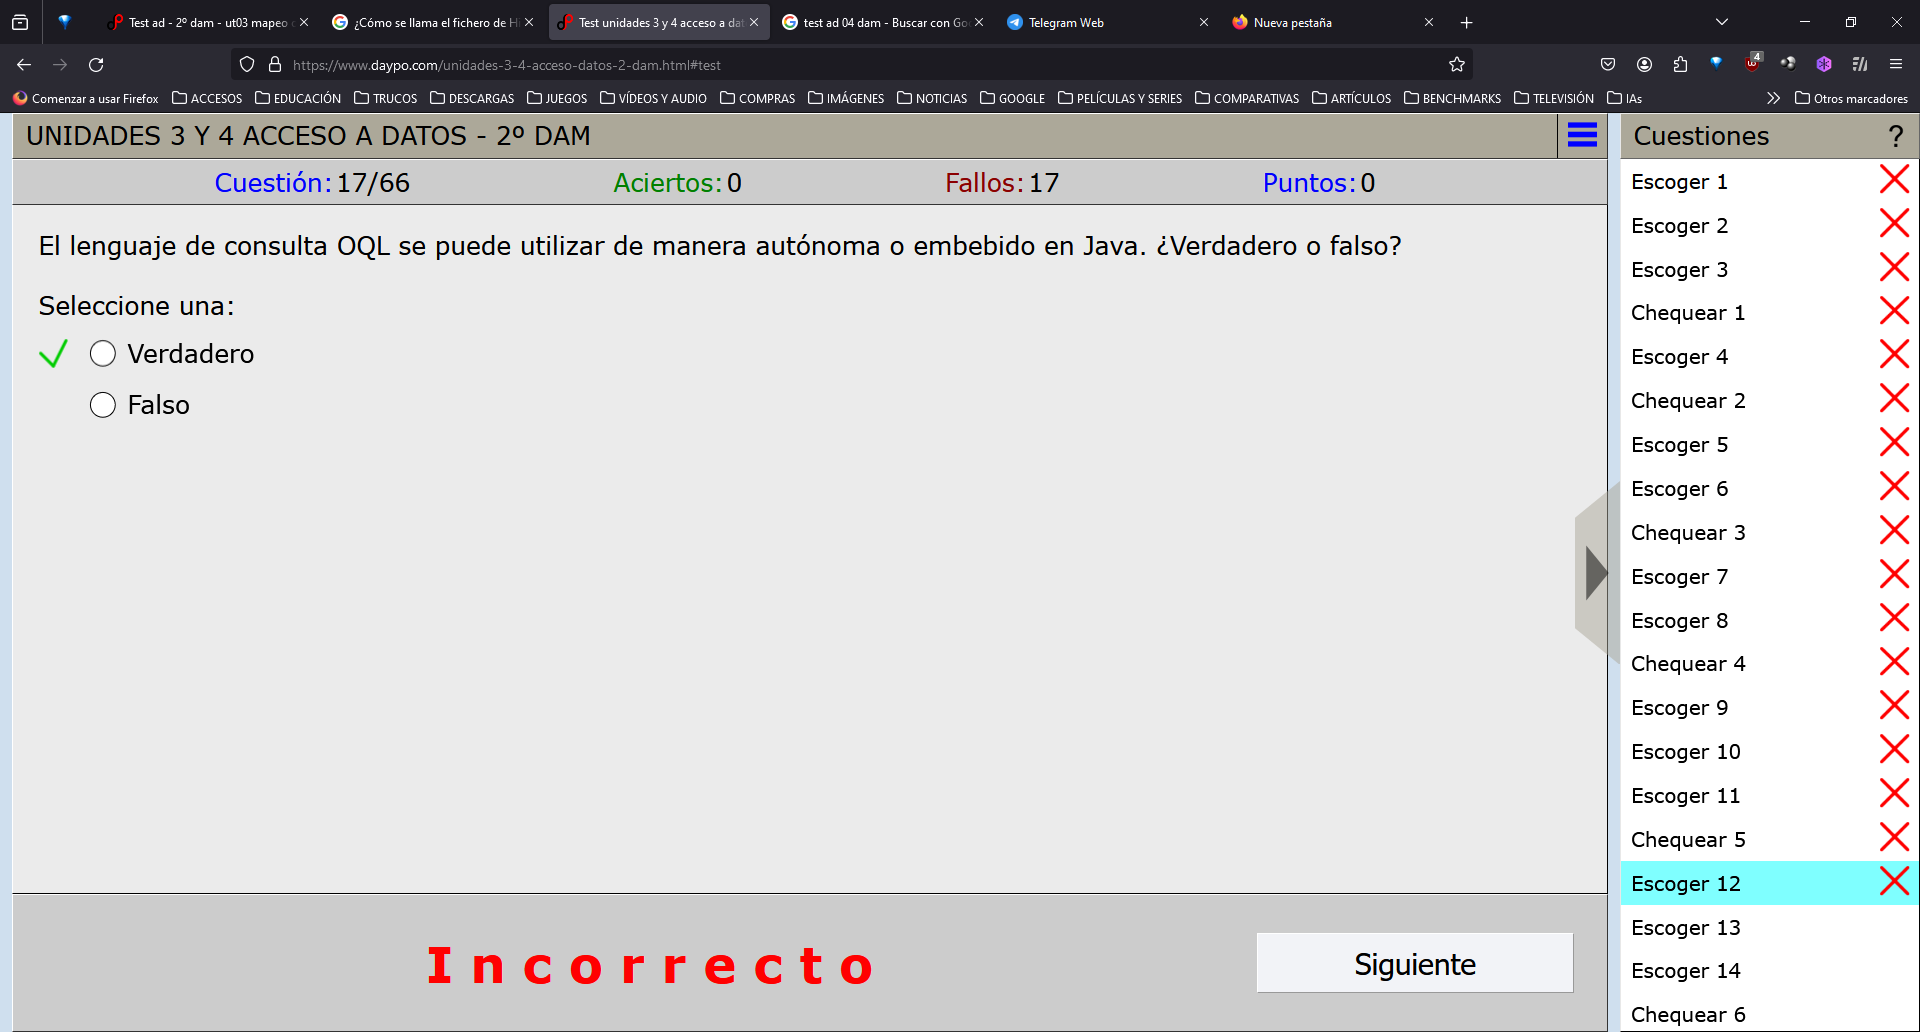 Test ad - 2º dam - ut03 mapeo
¿Cómo se llama el fichero de Hi
Test unidades 3 y 4 acceso a dat
test ad 04 dam - Buscar con Goo
Telegram Web
Nueva pestaña
https://www.daypo.com/unidades-3-4-acceso-datos-2-dam.html#test
4
Comenzar a usar Firefox
ACCESOS
EDUCACIÓN
TRUCOS
DESCARGAS
JUEGOS
VÍDEOS Y AUDIO
COMPRAS
IMÁGENES
NOTICIAS
GOOGLE
PELÍCULAS Y SERIES
COMPARATIVAS
ARTÍCULOS
BENCHMARKS
TELEVISIÓN
IAs
Otros marcadores
UNIDADES 3 Y 4 ACCESO A DATOS - 2º DAM
Cuestión: 17/66
Aciertos: 0
Fallos: 17
Puntos: 0
El lenguaje de consulta OQL se puede utilizar de manera autónoma o embebido en Java. ¿Verdadero o falso?
Seleccione una:
Verdadero
Falso
Incorrecto
Siguiente
Cuestiones ?
Escoger 1
Escoger 2
Escoger 3
Chequear 1
Escoger 4
Chequear 2
Escoger 5
Escoger 6
Chequear 3
Escoger 7
Escoger 8
Chequear 4
Escoger 9
Escoger 10
Escoger 11
Chequear 5
Escoger 12
Escoger 13
Escoger 14
Chequear 6